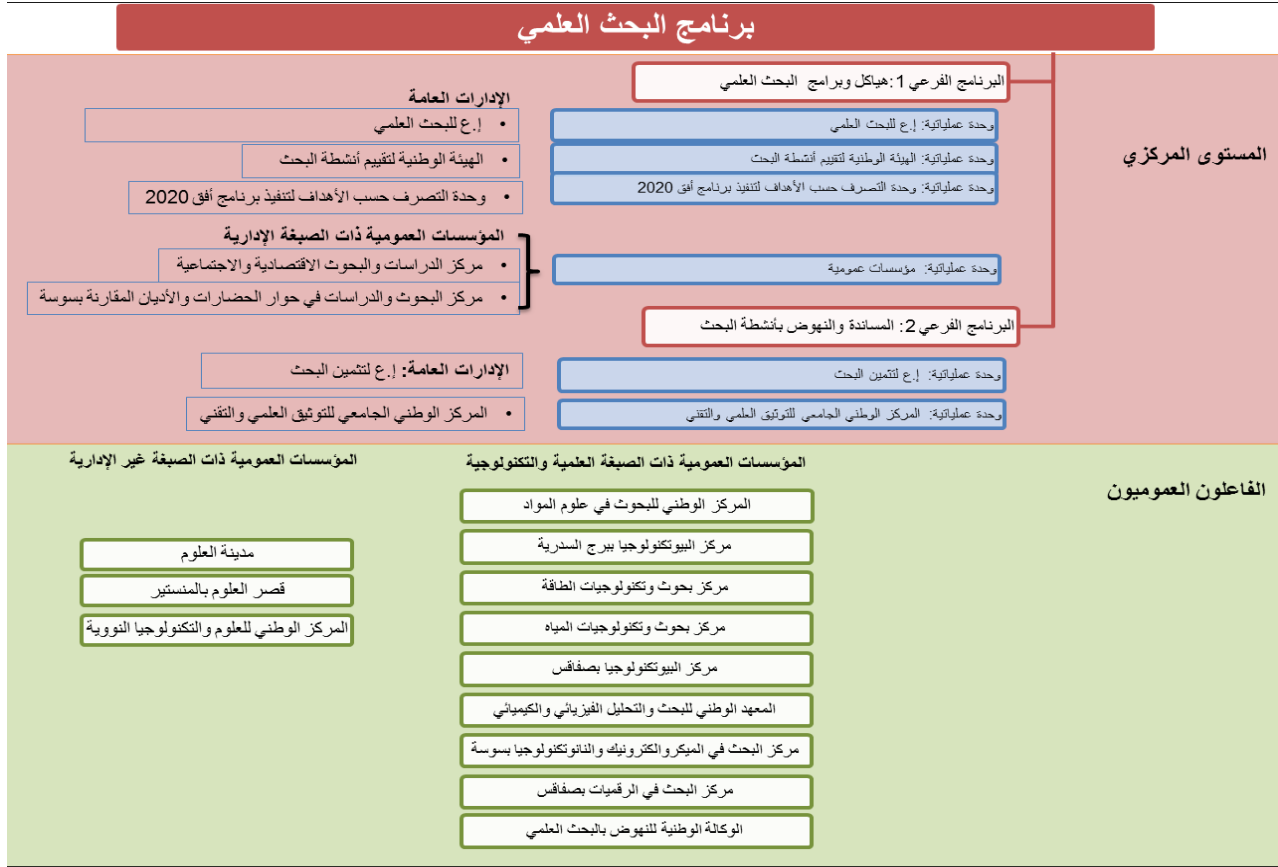 برنامج البحث العلمي
المستوى المركزي
البرنامج الفرعي 1:هياكل وبرامج البحث العلمي
وحدة عملياتية: إ.ع للبحث العلمي
وحدة عملياتية: الهيئة الوطنية لتقييم أنشطة البحث
وحدة عملياتية: وحدة التصرف حسب الأهداف لتنفيذ برنامج أفق 2020
وحدة عملياتية: مؤسسات عمومية
الإدارات العامة
• إ.ع للبحث العلمي
• الهيئة الوطنية لتقييم أنشطة البحث
• وحدة التصرف حسب الأهداف لتنفيذ برنامج أفق 2020
المؤسسات العمومية ذات الصبغة الإدارية
• مركز الدراسات والبحوث الاقتصادية والاجتماعية
• مركز البحوث والدراسات في حوار الحضارات والأديان المقارنة بسوسة
البرنامج الفرعي 2: المساندة والنهوض بأنشطة البحث
وحدة عملياتية: إ.ع لتثمين البحث
وحدة عملياتية: المركز الوطني الجامعي للتوثيق العلمي والتقني
الإدارات العامة: إ.ع لتثمين البحث
• المركز الوطني الجامعي للتوثيق العلمي والتقني
الفاعلون العموميون
المؤسسات العمومية ذات الصبغة العلمية والتكنولوجية
المركز الوطني للبحوث في علوم المواد
مركز البيوتكنولوجيا ببرج السدرية
مركز بحوث وتكنولوجيات الطاقة
مركز بحوث وتكنولوجيات المياه
مركز البيوتكنولوجيا بصفاقس
المعهد الوطني للبحث والتحليل الفيزيائي والكيميائي
مركز البحث في الميكروالكترونيك والنانوتكنولوجيا بسوسة
مركز البحث في الرقميات بصفاقس
الوكالة الوطنية للنهوض بالبحث العلمي
المؤسسات العمومية ذات الصبغة غير الإدارية
مدينة العلوم
قصر العلوم بالمنستير
المركز الوطني للعلوم والتكنولوجيا النووية